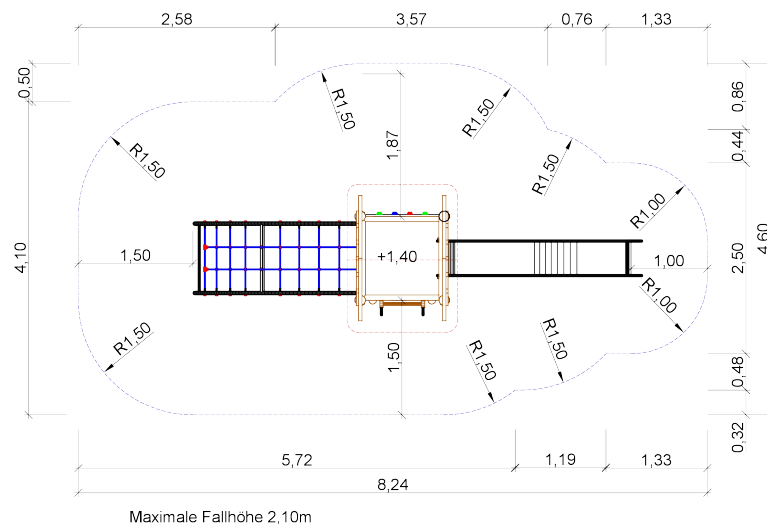 2,58
3,57
0,76
1,33
0,50
4,10
R1,50
R1,50
R1,50
R1,50
1,87
0,86
0,44
2,50
4,60
0,48
0,32
R1,00
1,50
+1,40
1,00
R1,00
R1,50
1,50
R1,50
R1,50
5,72
1,19
1,33
8,24
Maximale Fallhöhe 2,10m